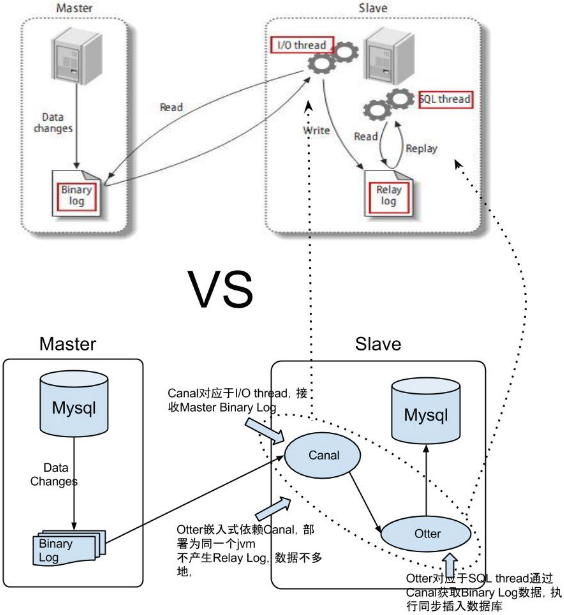 Master
Slave
I/O thread
SQL thread
Data
changes
Read
Write
Read
Replay
Binary
log
Relay
log
VS
Master
Slave
Mysql
Canal对应于I/O thread，接
收Master Binary Log
Mysql
Canal
Data
Changes
Otter嵌入式依赖Canal，部
署为同一个jvm
不产生Relay Log，数据不多
地，
Otter
Binary
Log
Otter对应于SQL thread通过
Canal获取Binary Log数据，执
行同步插入数据库